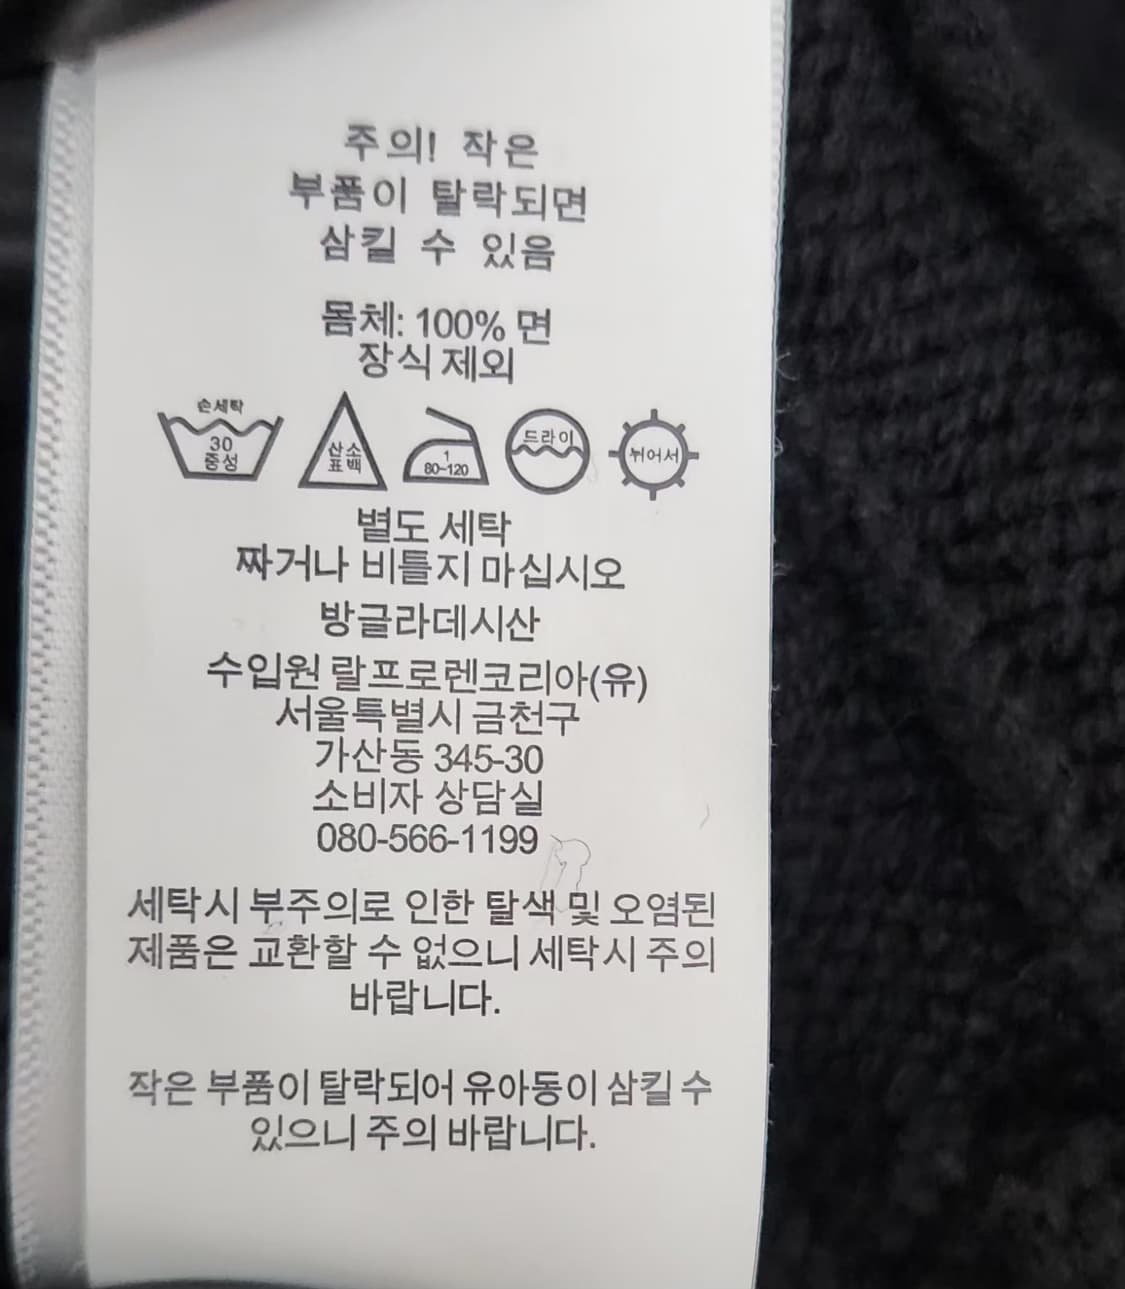 주의! 작은
부품이 탈락되면
삼킬 수 있음
몸체: 100% 면
장식 제외
손세탁
30
중성
산소
표백
1
80~120
드라이
뉘어서
별도 세탁
짜거나 비틀지 마십시오
방글라데시산
수입원 랄프로렌코리아(유)
서울특별시 금천구
가산동 345-30
소비자 상담실
080-566-1199
세탁시 부주의로 인한 탈색 및 오염된
제품은 교환할 수 없으니 세탁시 주의
바랍니다.
작은 부품이 탈락되어 유아동이 삼킬 수
있으니 주의 바랍니다.